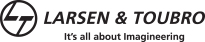 LARSEN & TOUBRO
It's all about Imagineering